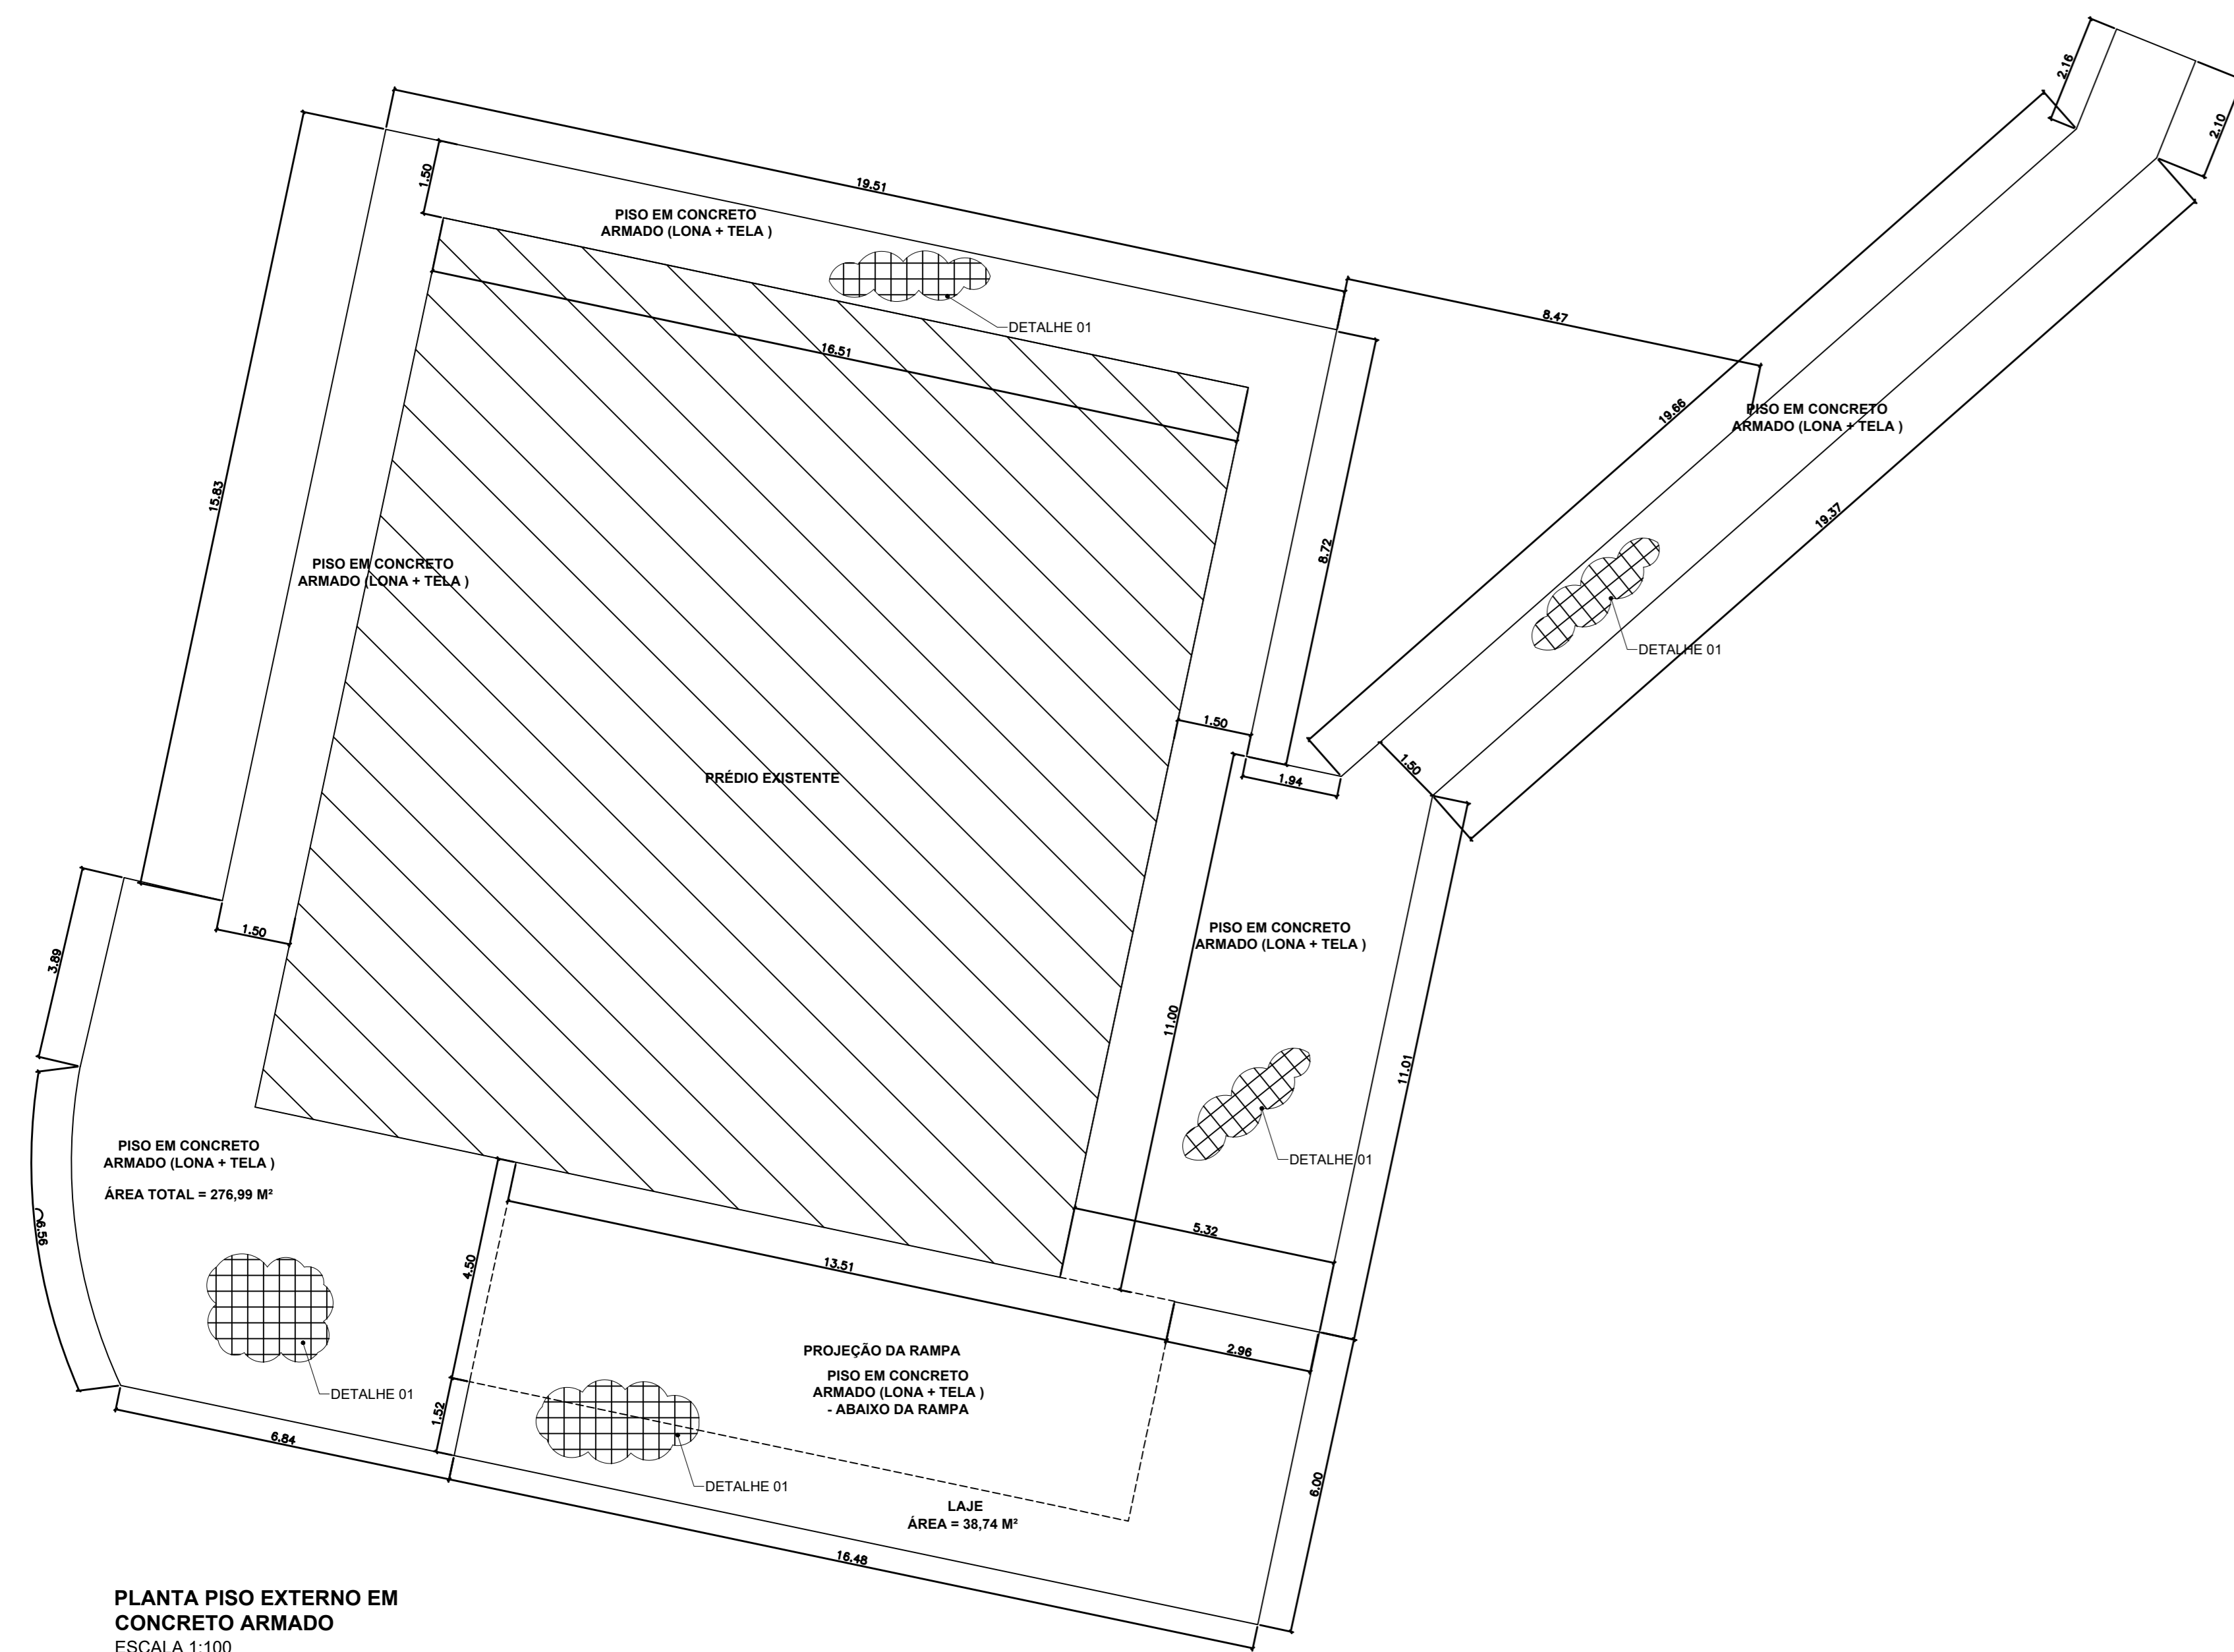 2.16
2.10
19.51
1.50
PISO EM CONCRETO
ARMADO (LONA + TELA )
DETALHE 01
8.47
16.51
19.66
PISO EM CONCRETO
ARMADO (LONA + TELA )
15.83
19.37
8.72
PISO EM CONCRETO
ARMADO (LONA + TELA )
DETALHE 01
1.50
1.50
PRÉDIO EXISTENTE
1.94
1.50
3.89
PISO EM CONCRETO
ARMADO (LONA + TELA )
11.00
11.01
PISO EM CONCRETO
ARMADO (LONA + TELA )
DETALHE 01
ÁREA TOTAL = 276,99 M²
6.56
5.32
4.50
13.51
PROJEÇÃO DA RAMPA
2.96
PISO EM CONCRETO
ARMADO (LONA + TELA )
- ABAIXO DA RAMPA
DETALHE 01
1.52
6.84
DETALHE 01
6.00
LAJE
ÁREA = 38,74 M²
16.48
PLANTA PISO EXTERNO EM
CONCRETO ARMADO
ESCALA 1:100